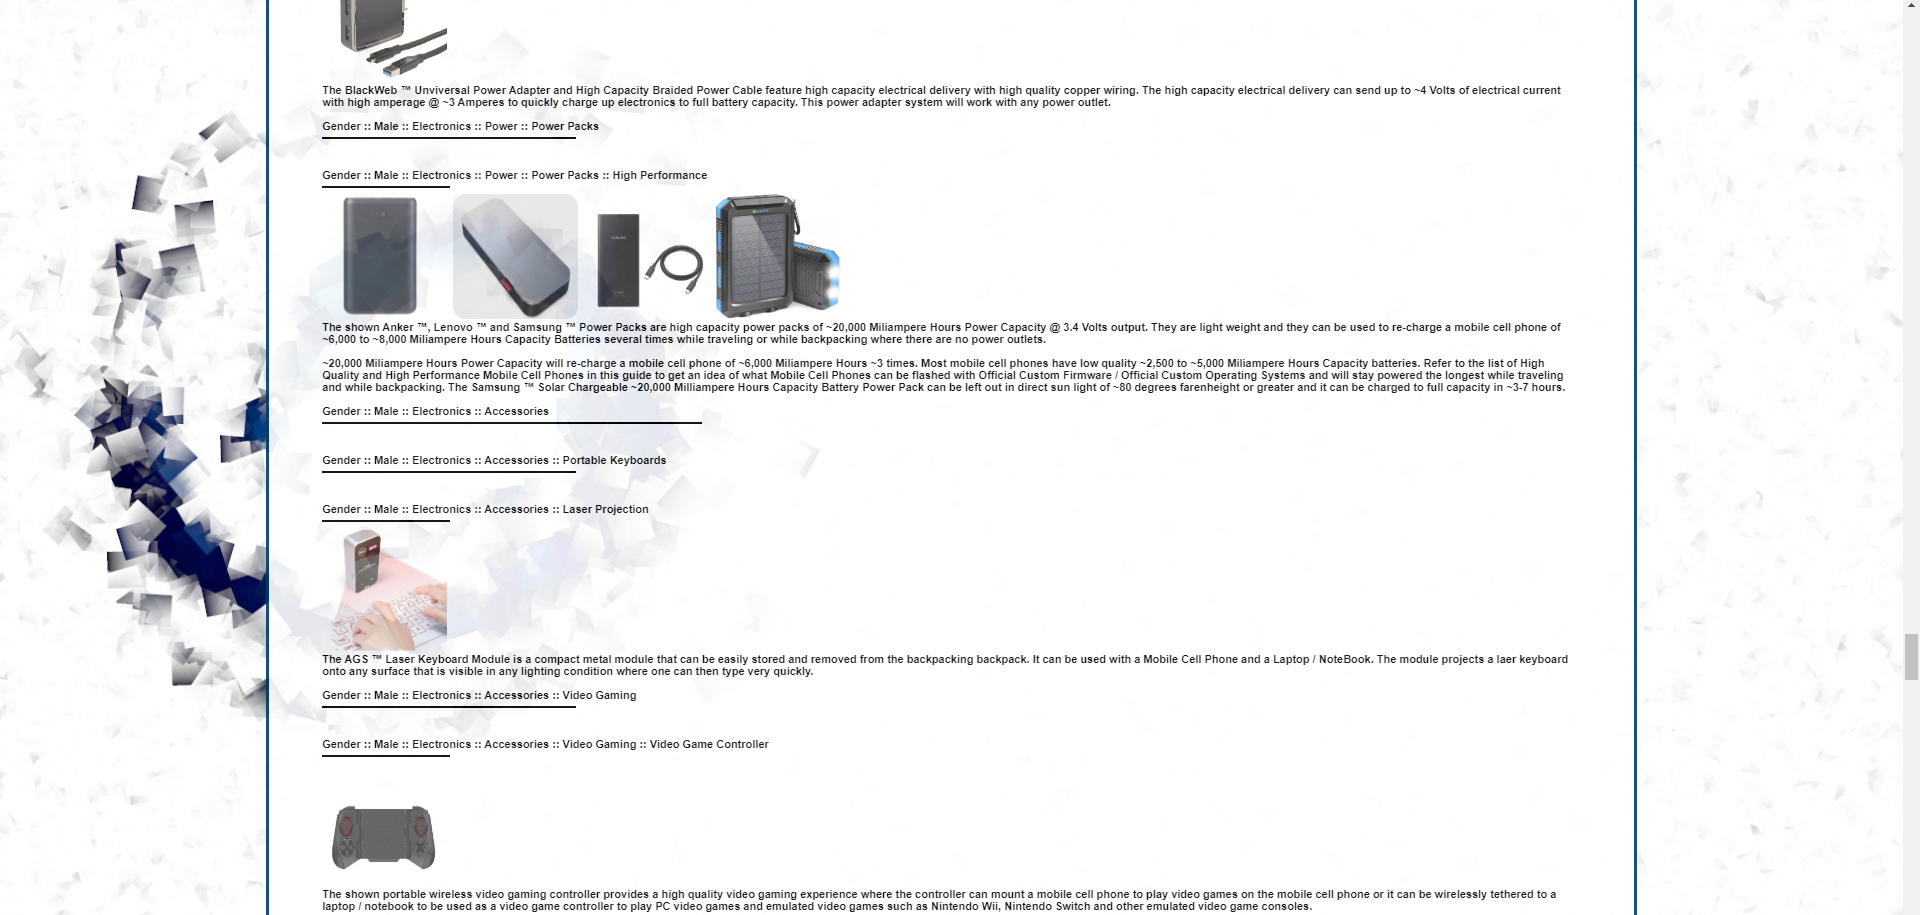 The BlackWeb ™ Unviversal Power Adapter and High Capacity Braided Power Cable feature high capacity electrical delivery with high quality copper wiring. The high capacity electrical delivery can send up to ~4 Volts of electrical current
with high amperage @ ~3 Amperes to quickly charge up electronics to full battery capacity. This power adapter system will work with any power outlet.
Gender :: Male :: Electronics :: Power :: Power Packs
Gender :: Male :: Electronics :: Power :: Power Packs :: High Performance
The shown Anker ™, Lenovo ™ and Samsung ™ Power Packs are high capacity power packs of ~20,000 Miliampere Hours Power Capacity @ 3.4 Volts output. They are light weight and they can be used to re-charge a mobile cell phone of
~6,000 to ~8,000 Miliampere Hours Capacity Batteries several times while traveling or while backpacking where there are no power outlets.
~20,000 Miliampere Hours Power Capacity will re-charge a mobile cell phone of ~6,000 Miliampere Hours ~3 times. Most mobile cell phones have low quality ~2,500 to ~5,000 Miliampere Hours Capacity batteries. Refer to the list of High
Quality and High Performance Mobile Cell Phones in this guide to get an idea of what Mobile Cell Phones can be flashed with Official Custom Firmware / Official Custom Operating Systems and will stay powered the longest while traveling
and while backpacking. The Samsung ™ Solar Chargeable ~20,000 Milliampere Hours Capacity Battery Power Pack can be left out in direct sun light of ~80 degrees farenheight or greater and it can be charged to full capacity in ~3-7 hours.
Gender :: Male :: Electronics :: Accessories
Gender :: Male :: Electronics :: Accessories :: Portable Keyboards
Gender :: Male :: Electronics :: Accessories :: Laser Projection
The AGS ™ Laser Keyboard Module is a compact metal module that can be easily stored and removed from the backpacking backpack. It can be used with a Mobile Cell Phone and a Laptop / NoteBook. The module projects a laer keyboard
onto any surface that is visible in any lighting condition where one can then type very quickly.
Gender :: Male :: Electronics :: Accessories :: Video Gaming
Gender :: Male :: Electronics :: Accessories :: Video Gaming :: Video Game Controller
The shown portable wireless video gaming controller provides a high quality video gaming experience where the controller can mount a mobile cell phone to play video games on the mobile cell phone or it can be wirelessly tethered to a
laptop / notebook to be used as a video game controller to play PC video games and emulated video games such as Nintendo Wii, Nintendo Switch and other emulated video game consoles.